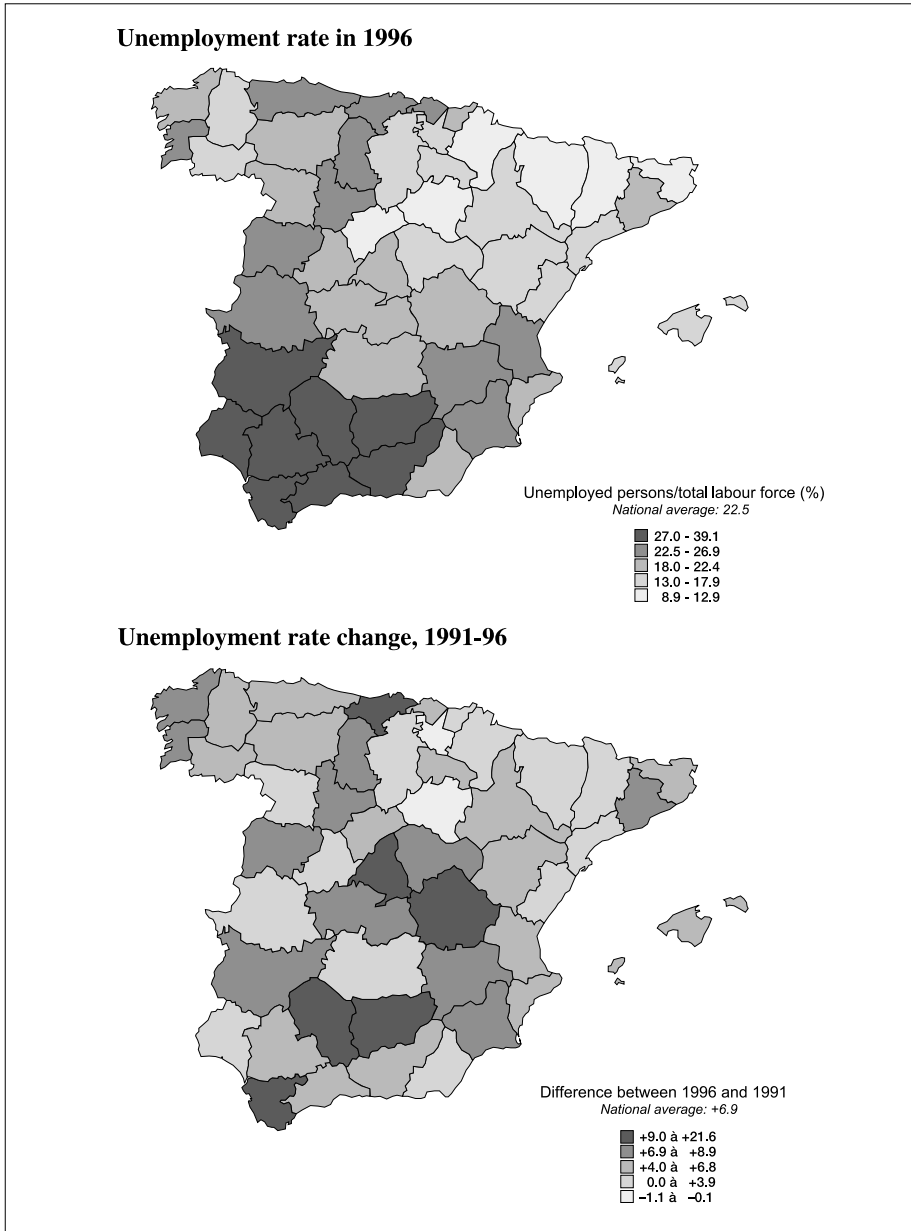 Unemployment rate in 1996
Unemployed persons/total labour force (%)
National average: 22.5
27.0 - 39.1
22.5 - 26.9
18.0 - 22.4
13.0 - 17.9
8.9 - 12.9
Unemployment rate change, 1991-96
Difference between 1996 and 1991
National average: +6.9
+9.0 à +21.6
+6.9 à +8.9
+4.0 à +6.8
0.0 à +3.9
–1.1 à –0.1